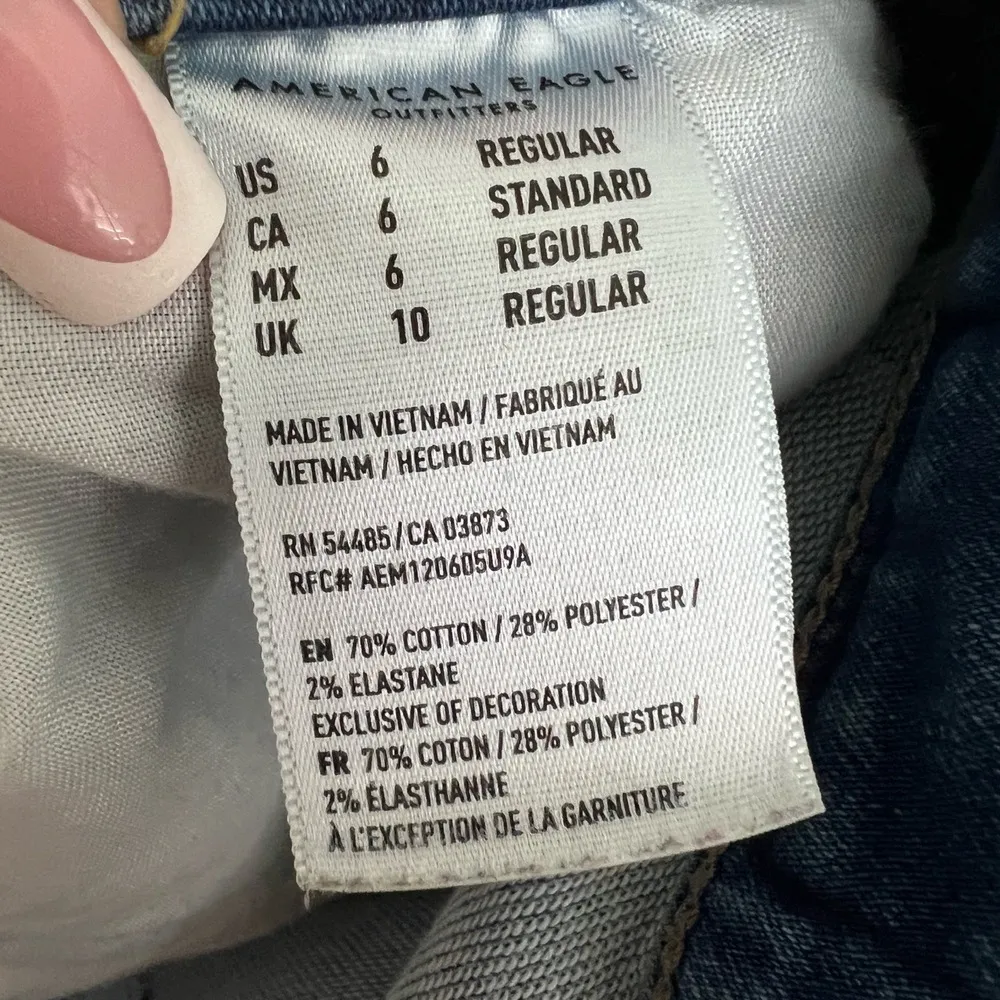 AMERICAN EAGLE
OUTFITTERS
US 6 REGULAR
CA 6 STANDARD
MX 6 REGULAR
UK 10 REGULAR
MADE IN VIETNAM / FABRIQUÉ AU
VIETNAM / HECHO EN VIETNAM
RN 54485 / CA 03873
RFC# AEM120605U9A
EN 70% COTTON / 28% POLYESTER /
2% ELASTANE
EXCLUSIVE OF DECORATION
FR 70% COTON / 28% POLYESTER /
2% ÉLASTHANNE
À L'EXCEPTION DE LA GARNITURE